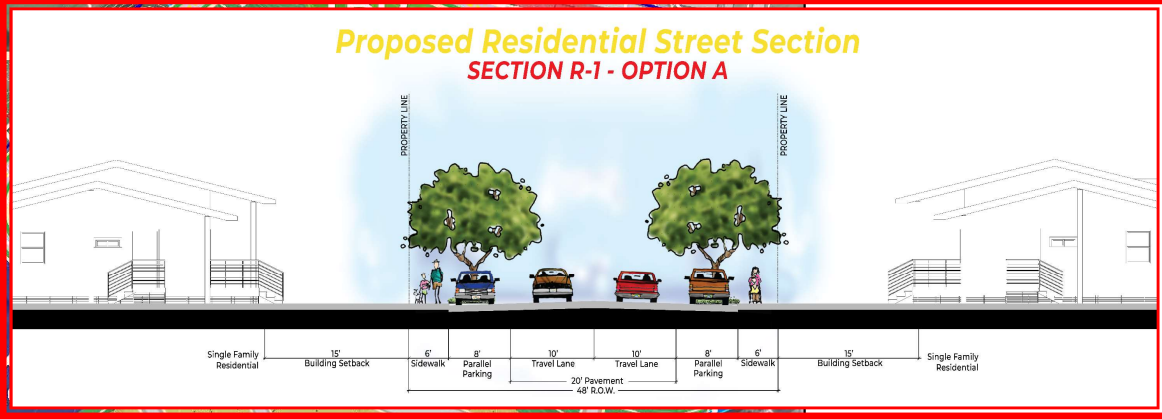 Proposed Residential Street Section
SECTION R-1 - OPTION A
PROPERTY LINE
PROPERTY LINE
Single Family
Residential
15'
Building Setback
6'
Sidewalk
8'
Parallel
Parking
10'
Travel Lane
10'
Travel Lane
8'
Parallel
Parking
6'
Sidewalk
15'
Building Setback
Single Family
Residential
20' Pavement
48' R.O.W.